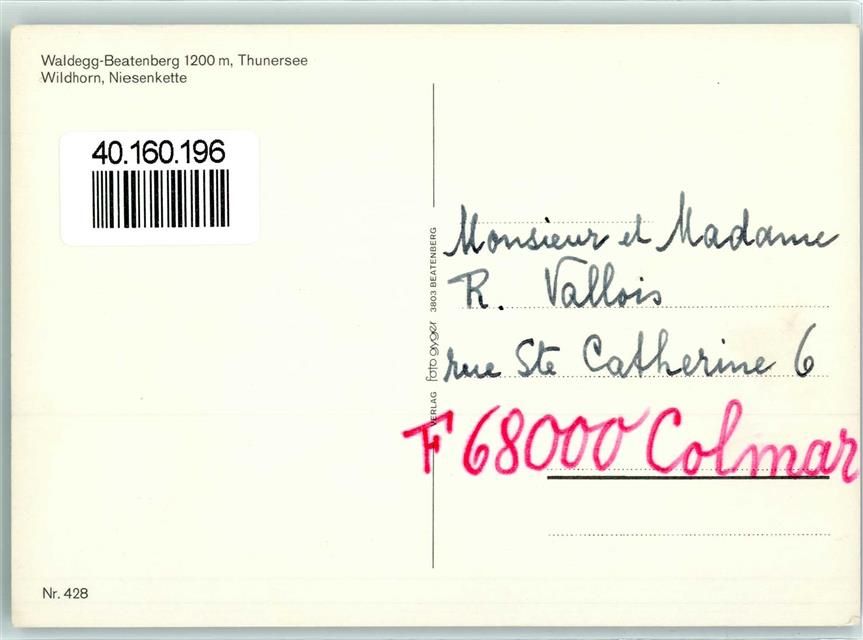 Waldegg-Beatenberg 1200 m, Thunersee
Wildhorn, Niesenkette
40.160.196
VERLAG foto gyger 3803 BEATENBERG
Monsieur et Madame
R. Vallois
rue Ste Catherine 6
F 68000 Colmar
Nr. 428